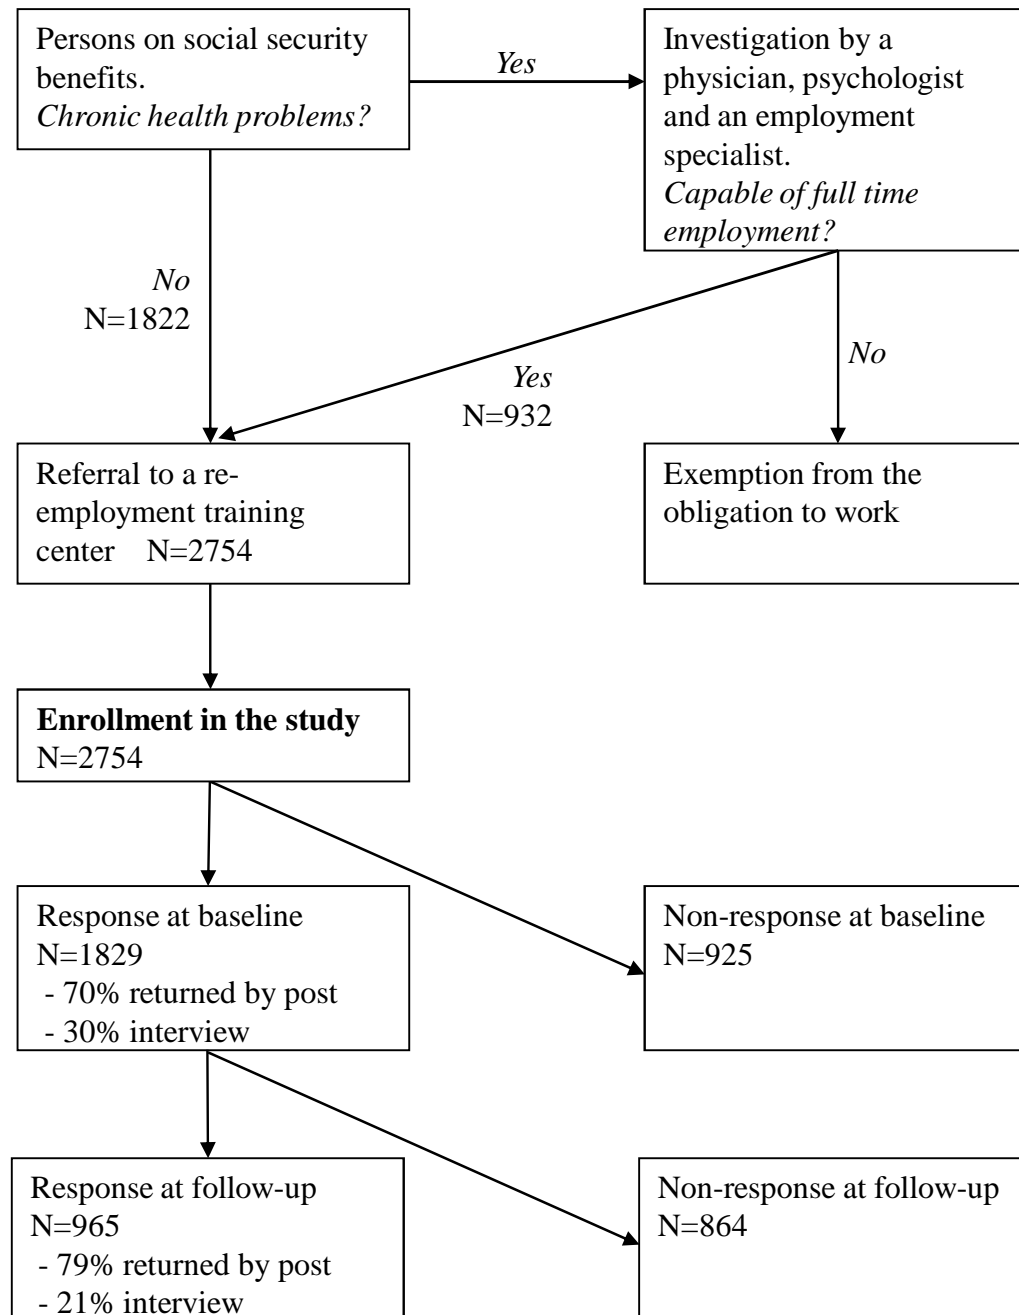 Persons on social security
benefits.
Chronic health problems?
Yes
Investigation by a
physician, psychologist
and an employment
specialist.
Capable of full time
employment?
No
N=1822
Yes
N=932
No
Referral to a re-
employment training
center N=2754
Exemption from the
obligation to work
Enrollment in the study
N=2754
Response at baseline
N=1829
- 70% returned by post
- 30% interview
Non-response at baseline
N=925
Response at follow-up
N=965
- 79% returned by post
- 21% interview
Non-response at follow-up
N=864